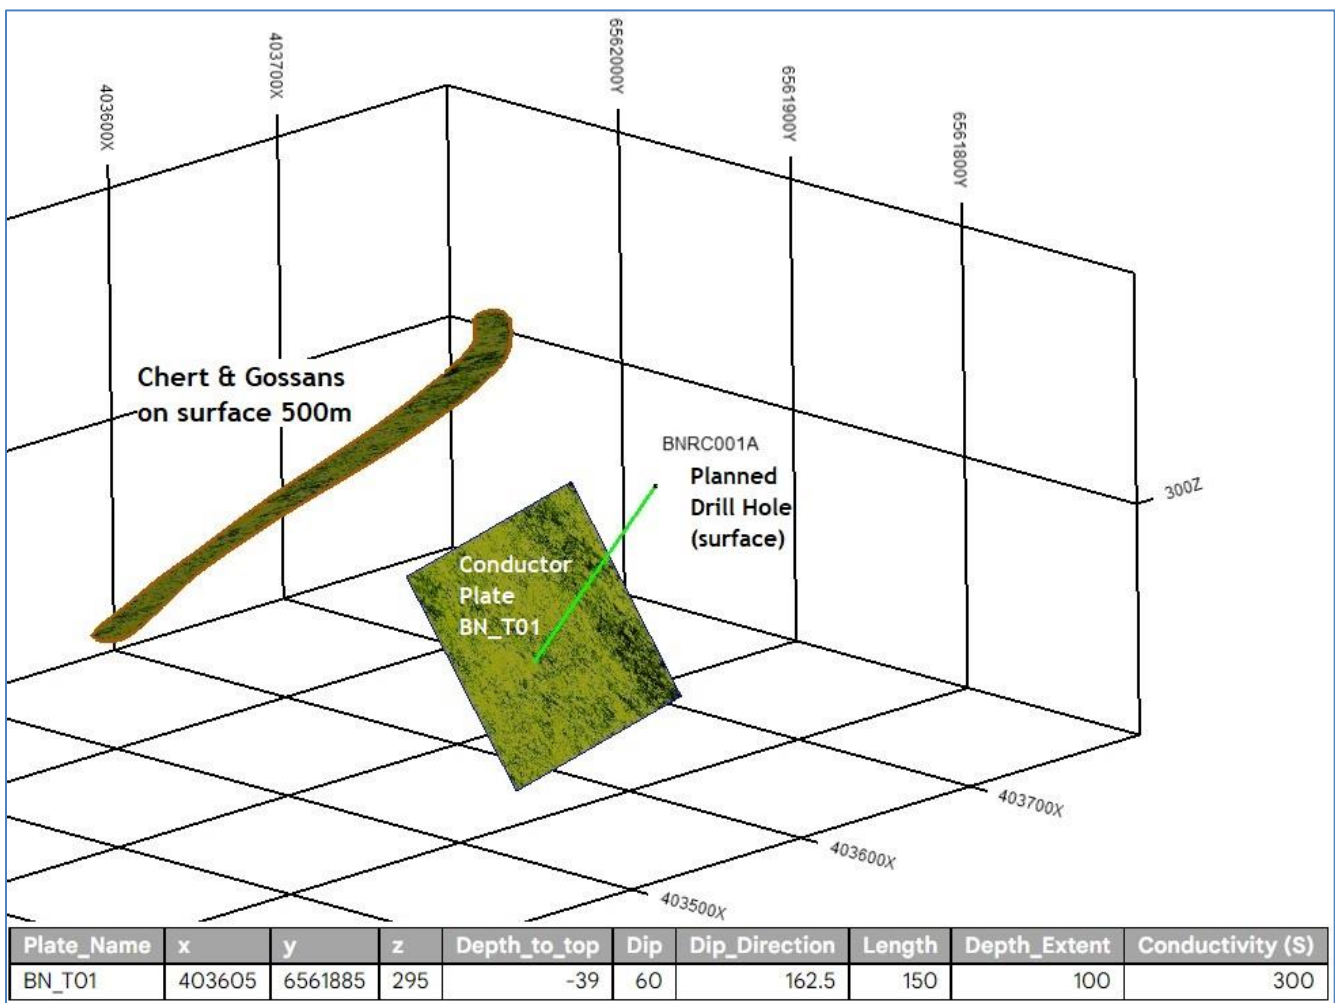 403600X
403700X
6562000Y
6561900Y
6561800Y
Chert & Gossans
on surface 500m
BNRC001A
Planned
Drill Hole
(surface)
300Z
Conductor
Plate
BN_T01
403700X
403600X
403500X
Plate_Name x y z Depth_to_top Dip Dip_Direction Length Depth_Extent Conductivity (S)
BN_T01 403605 6561885 295 -39 60 162.5 150 100 300